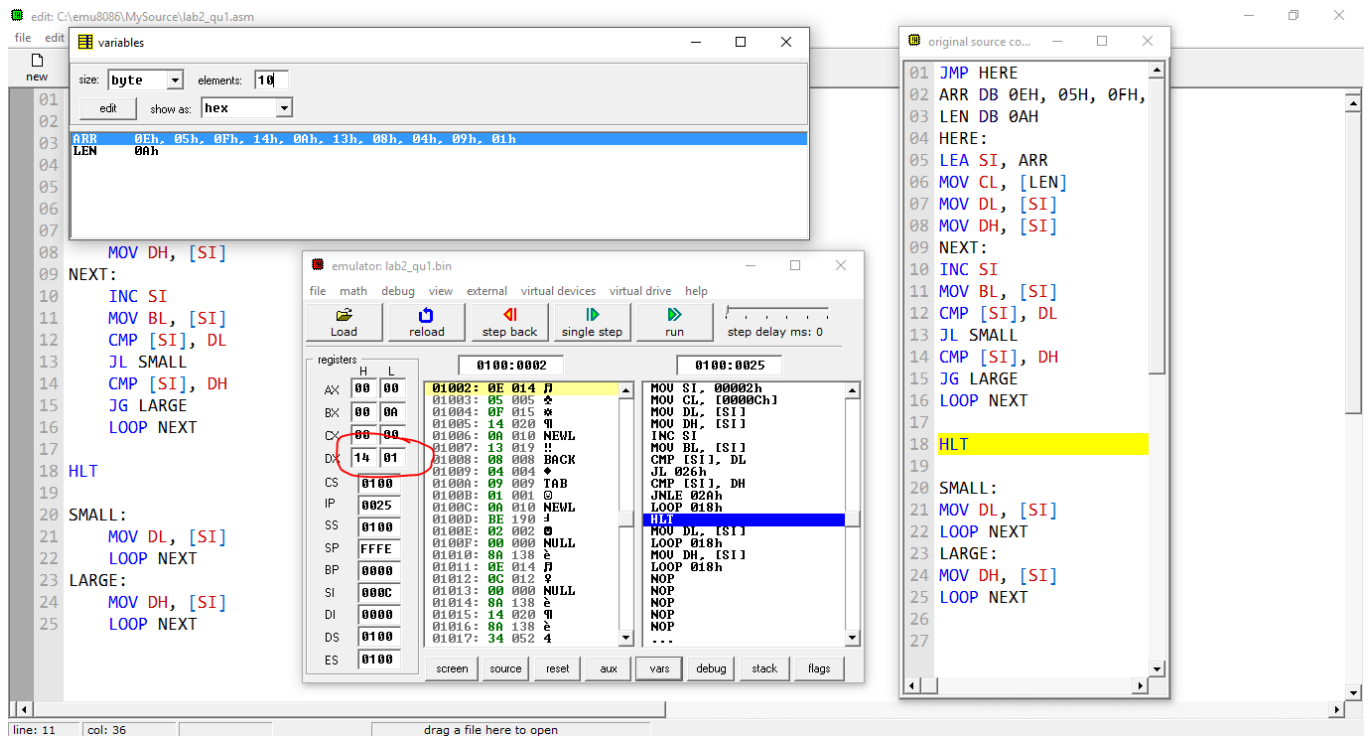 edit: C:\emu8086\MySource\lab2_qu1.asm
file edit
new
variables
size: byte elements: 10
edit show as: hex
ARR 0Eh, 05h, 0Fh, 14h, 0Ah, 13h, 08h, 04h, 09h, 01h
LEN 0Ah
01
02
03
04
05
06
07
08 MOV DH, [SI]
09 NEXT:
10 INC SI
11 MOV BL, [SI]
12 CMP [SI], DL
13 JL SMALL
14 CMP [SI], DH
15 JG LARGE
16 LOOP NEXT
17
18 HLT
19
20 SMALL:
21 MOV DL, [SI]
22 LOOP NEXT
23 LARGE:
24 MOV DH, [SI]
25 LOOP NEXT
line: 11 col: 36 drag a file here to open
emulator: lab2_qu1.bin
file math debug view external virtual devices virtual drive help
Load reload step back single step run step delay ms: 0
registers
H L
AX 00 00
BX 00 0A
CX 00 00
DX 14 01
CS 0100
IP 0025
SS 0100
SP FFFE
BP 0000
SI 000C
DI 0000
DS 0100
ES 0100
0100:0002
01002: 0E 014 ♫
01003: 05 005 ♣
01004: 0F 015 ☼
01005: 14 020 ¶
01006: 0A 010 NEWL
01007: 13 019 ‼
01008: 08 008 BACK
01009: 04 004 ♦
0100A: 09 009 TAB
0100B: 01 001 ☺
0100C: 0A 010 NEWL
0100D: BE 190 ╛
0100E: 02 002 ☻
0100F: 00 000 NULL
01010: 8A 138 è
01011: 0E 014 ♫
01012: 0C 012 ♀
01013: 00 000 NULL
01014: 8A 138 è
01015: 14 020 ¶
01016: 8A 138 è
01017: 34 052 4
0100:0025
MOV SI, 00002h
MOV CL, [0000Ch]
MOV DL, [SI]
MOV DH, [SI]
INC SI
MOV BL, [SI]
CMP [SI], DL
JL 026h
CMP [SI], DH
JNLE 02Ah
LOOP 018h
HLT
MOV DL, [SI]
LOOP 018h
MOV DH, [SI]
LOOP 018h
NOP
NOP
NOP
NOP
NOP
...
screen source reset aux vars debug stack flags
original source co...
01 JMP HERE
02 ARR DB 0EH, 05H, 0FH,
03 LEN DB 0AH
04 HERE:
05 LEA SI, ARR
06 MOV CL, [LEN]
07 MOV DL, [SI]
08 MOV DH, [SI]
09 NEXT:
10 INC SI
11 MOV BL, [SI]
12 CMP [SI], DL
13 JL SMALL
14 CMP [SI], DH
15 JG LARGE
16 LOOP NEXT
17
18 HLT
19
20 SMALL:
21 MOV DL, [SI]
22 LOOP NEXT
23 LARGE:
24 MOV DH, [SI]
25 LOOP NEXT
26
27